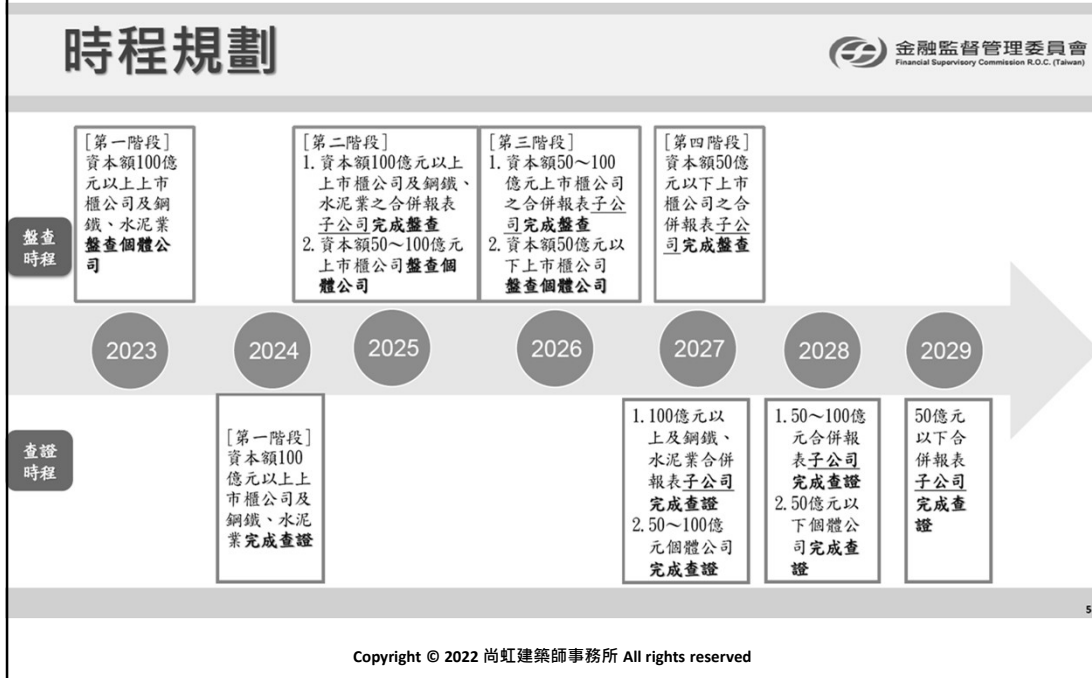 時程規劃
金融監督管理委員會
Financial Supervisory Commission R.O.C. (Taiwan)
盤查
時程
[第一階段]
資本額100億
元以上上市
櫃公司及鋼
鐵、水泥業
盤查個體公
司
[第二階段]
1. 資本額100億元以上
上市櫃公司及鋼鐵、
水泥業之合併報表
子公司完成盤查
2. 資本額50～100億元
上市櫃公司盤查個
體公司
[第三階段]
1. 資本額50～100
億元上市櫃公司
之合併報表子公
司完成盤查
2. 資本額50億元以
下上市櫃公司
盤查個體公司
[第四階段]
資本額50億
元以下上市
櫃公司之合
併報表子公
司完成盤查
2023
2024
2025
2026
2027
2028
2029
查證
時程
[第一階段]
資本額100
億元以上上
市櫃公司及
鋼鐵、水泥
業完成查證
1. 100億元以
上及鋼鐵、
水泥業合併
報表子公司
完成查證
2. 50～100億
元個體公司
完成查證
1. 50～100億
元合併報
表子公司
完成查證
2. 50億元以
下個體公
司完成查
證
50億元
以下合
併報表
子公司
完成查
證
5
Copyright © 2022 尚虹建築師事務所 All rights reserved